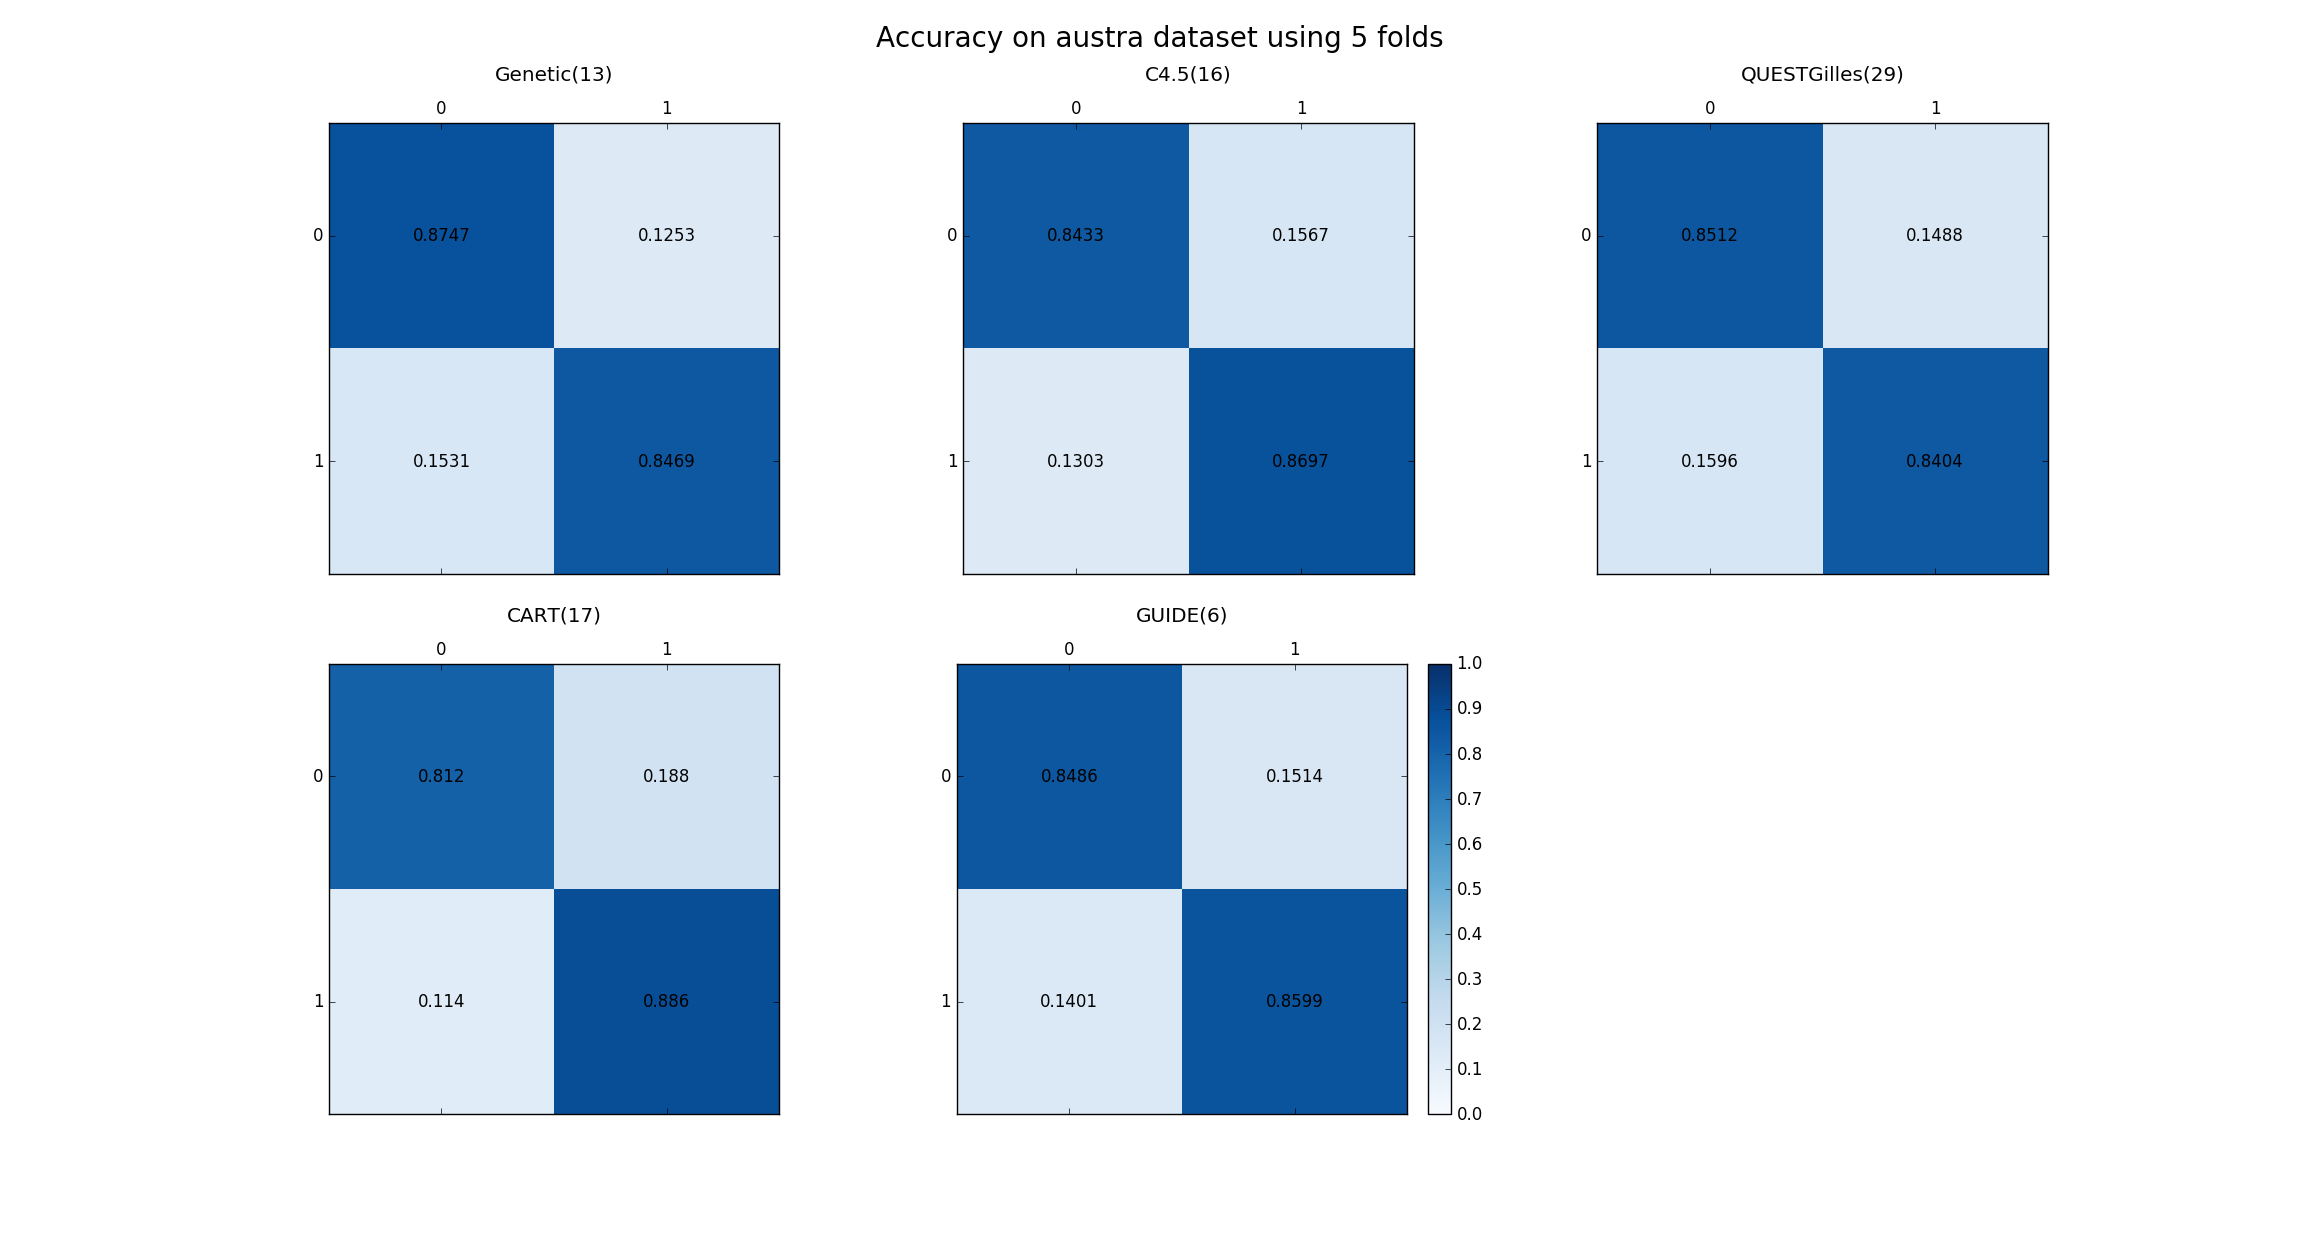 Accuracy on austra dataset using 5 folds
Genetic(13)
0 1
0 0.8747 0.1253
1 0.1531 0.8469
C4.5(16)
0 1
0 0.8433 0.1567
1 0.1303 0.8697
QUESTGilles(29)
0 1
0 0.8512 0.1488
1 0.1596 0.8404
CART(17)
0 1
0 0.812 0.188
1 0.114 0.886
GUIDE(6)
0 1
0 0.8486 0.1514
1 0.1401 0.8599
1.0
0.9
0.8
0.7
0.6
0.5
0.4
0.3
0.2
0.1
0.0